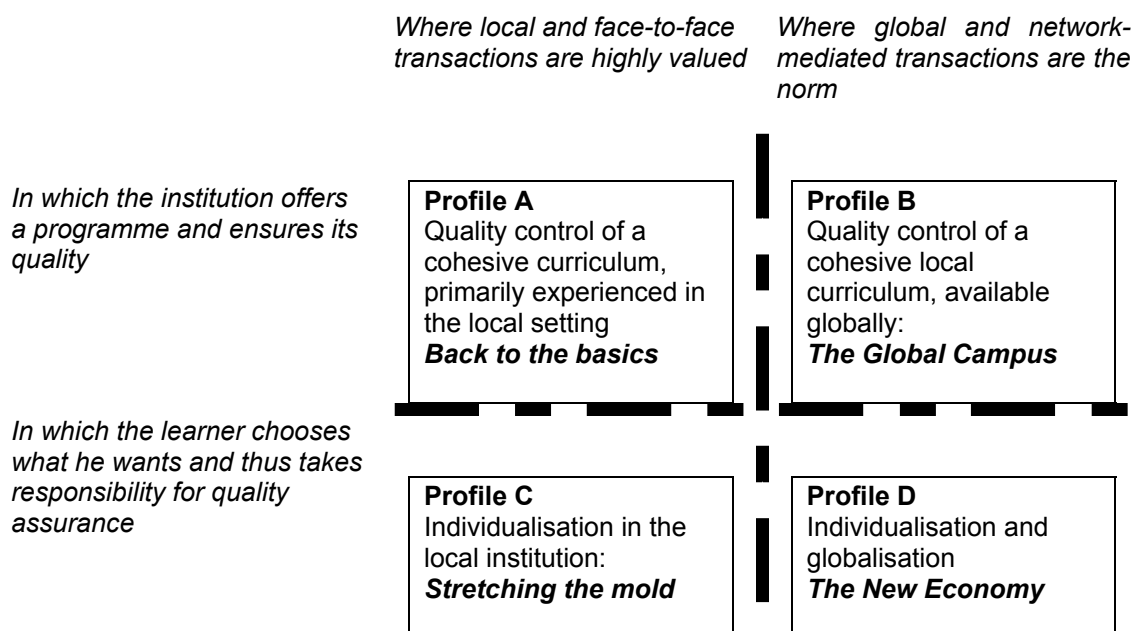 Where local and face-to-face
transactions are highly valued
Where global and network-
mediated transactions are the
norm
In which the institution offers
a programme and ensures its
quality
Profile A
Quality control of a
cohesive curriculum,
primarily experienced in
the local setting
Back to the basics
Profile B
Quality control of a
cohesive local
curriculum, available
globally:
The Global Campus
In which the learner chooses
what he wants and thus takes
responsibility for quality
assurance
Profile C
Individualisation in the
local institution:
Stretching the mold
Profile D
Individualisation and
globalisation
The New Economy